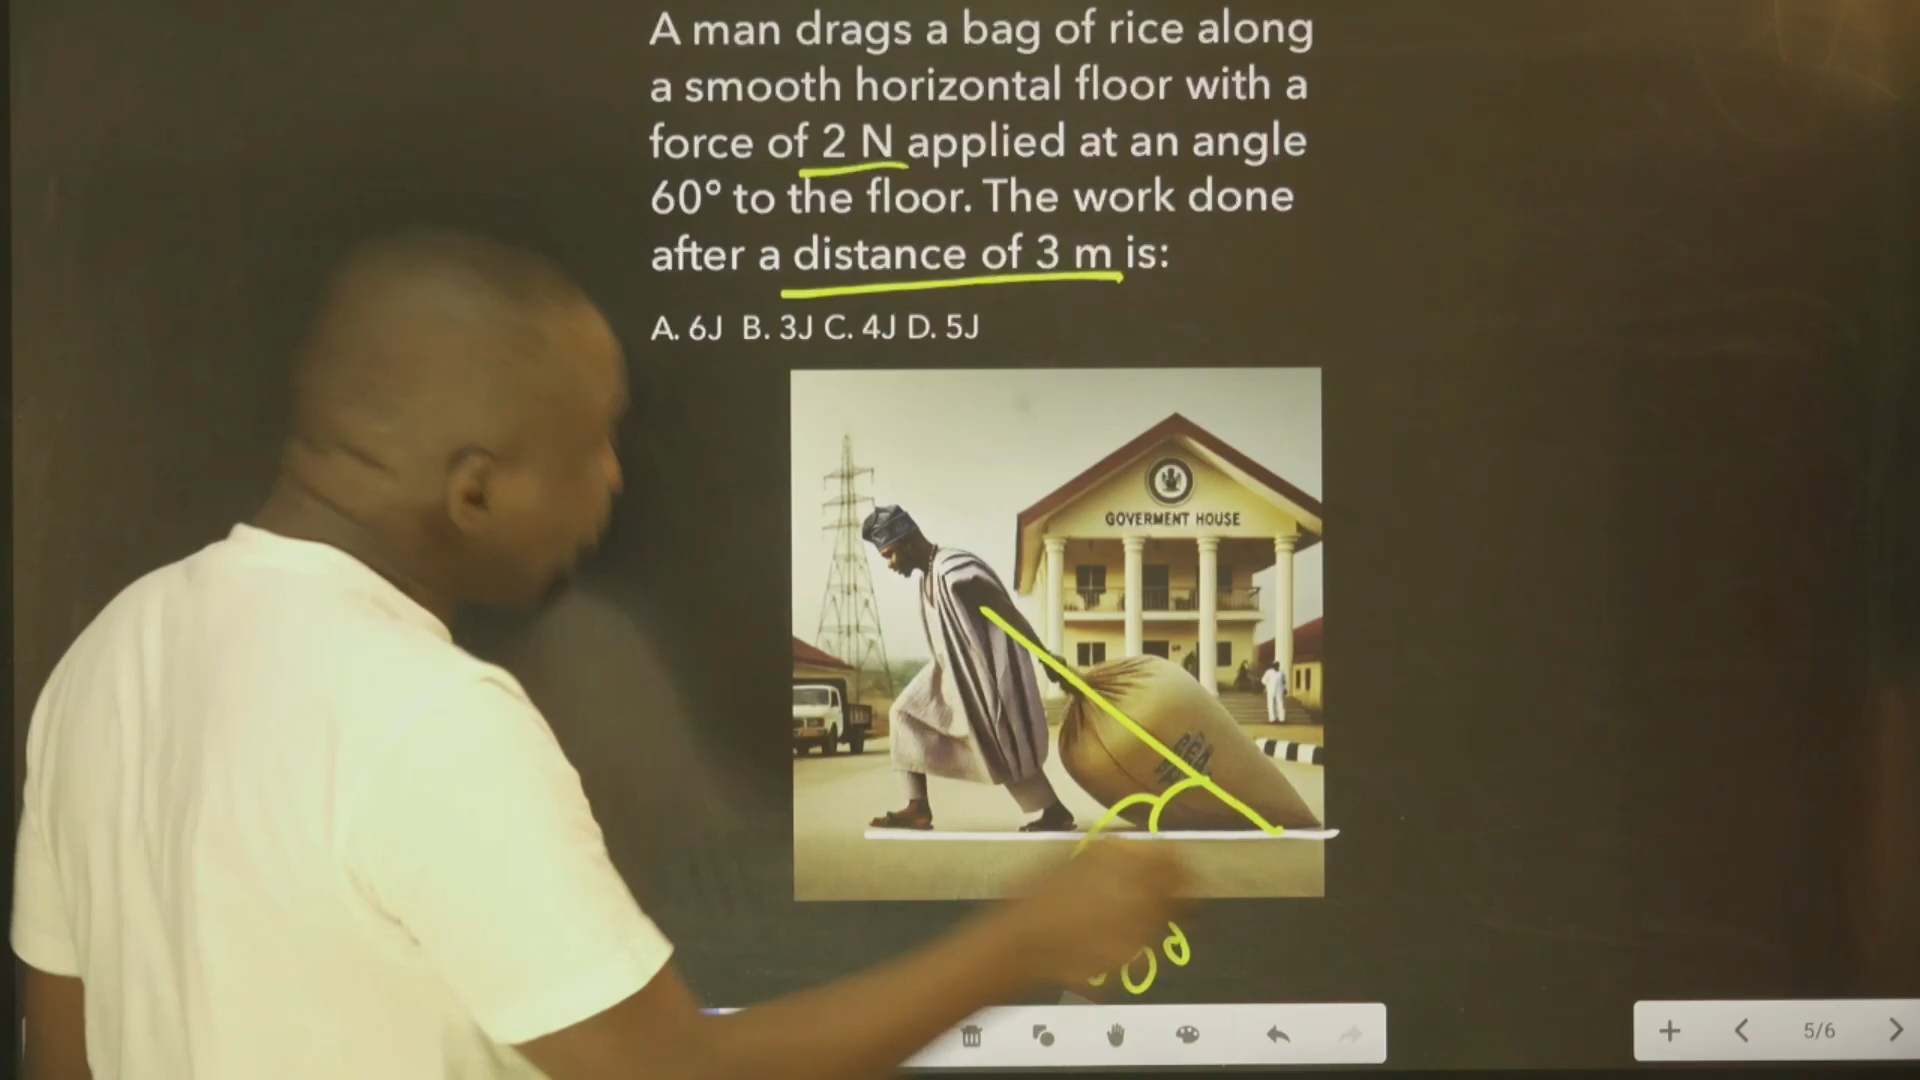 A man drags a bag of rice along
a smooth horizontal floor with a
force of 2 N applied at an angle
60° to the floor. The work done
after a distance of 3 m is:
A. 6J B. 3J C. 4J D. 5J
GOVERMENT HOUSE
5/6